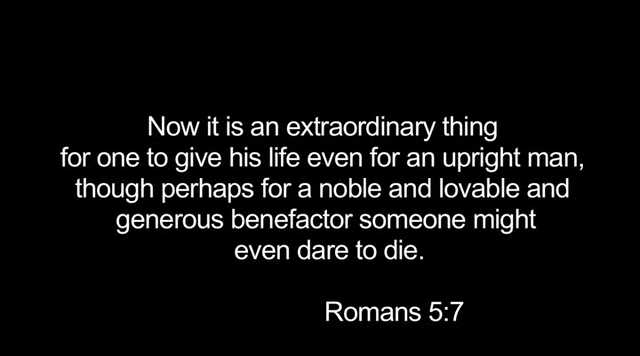 Now it is an extraordinary thing
for one to give his life even for an upright man,
though perhaps for a noble and lovable and
generous benefactor someone might
even dare to die.
Romans 5:7